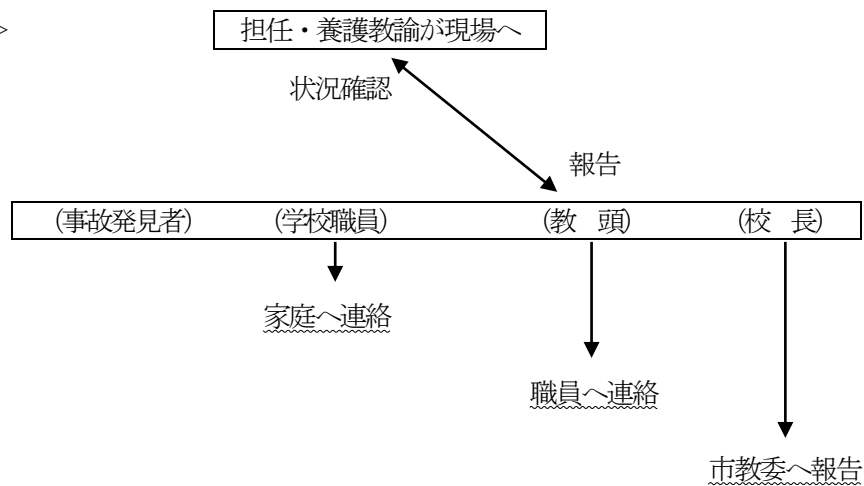 >
担任・養護教諭が現場へ
状況確認
報告
(事故発見者) (学校職員) (教 頭) (校 長)
家庭へ連絡
職員へ連絡
市教委へ報告